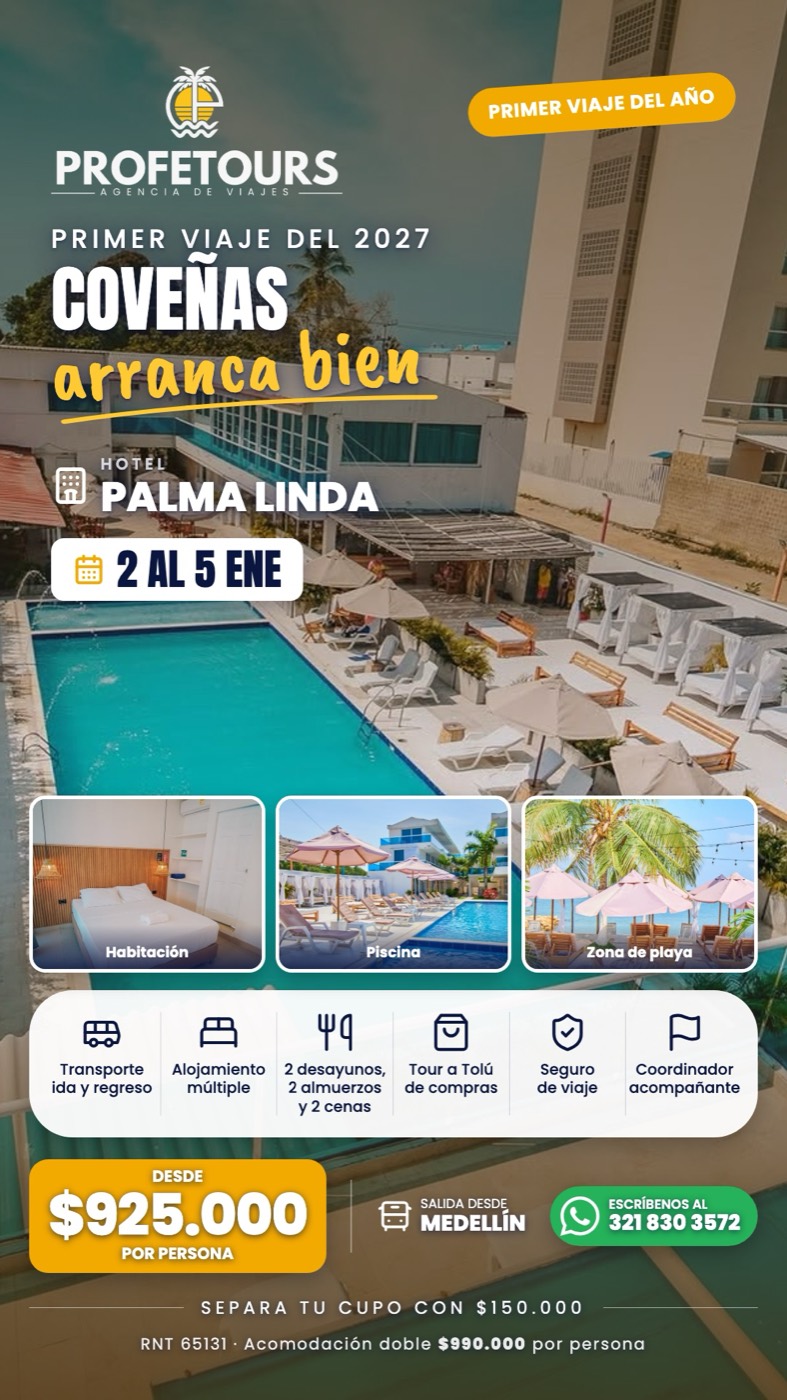 PROFETOURS
AGENCIA DE VIAJES
PRIMER VIAJE DEL AÑO
PRIMER VIAJE DEL 2027
COVEÑAS
arranca bien
HOTEL
PALMA LINDA
2 AL 5 ENE
Habitación
Piscina
Zona de playa
Transporte
ida y regreso
Alojamiento
múltiple
2 desayunos,
2 almuerzos
y 2 cenas
Tour a Tolú
de compras
Seguro
de viaje
Coordinador
acompañante
DESDE
$925.000
POR PERSONA
SALIDA DESDE
MEDELLÍN
ESCRÍBENOS AL
321 830 3572
SEPARA TU CUPO CON $150.000
RNT 65131 · Acomodación doble $990.000 por persona